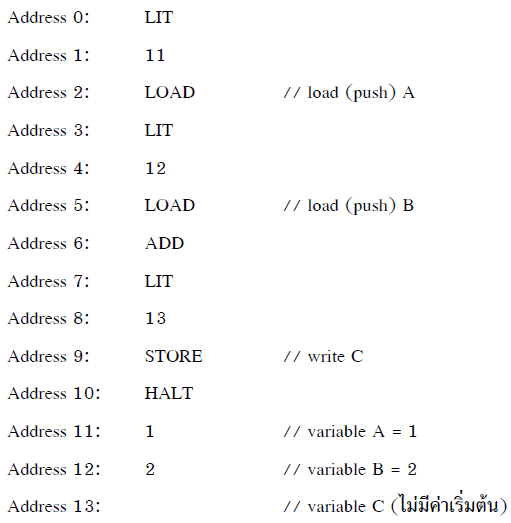 Address 0: LIT
Address 1: 11
Address 2: LOAD // load (push) A
Address 3: LIT
Address 4: 12
Address 5: LOAD // load (push) B
Address 6: ADD
Address 7: LIT
Address 8: 13
Address 9: STORE // write C
Address 10: HALT
Address 11: 1 // variable A = 1
Address 12: 2 // variable B = 2
Address 13: // variable C (ไม่มีค่าเริ่มต้น)